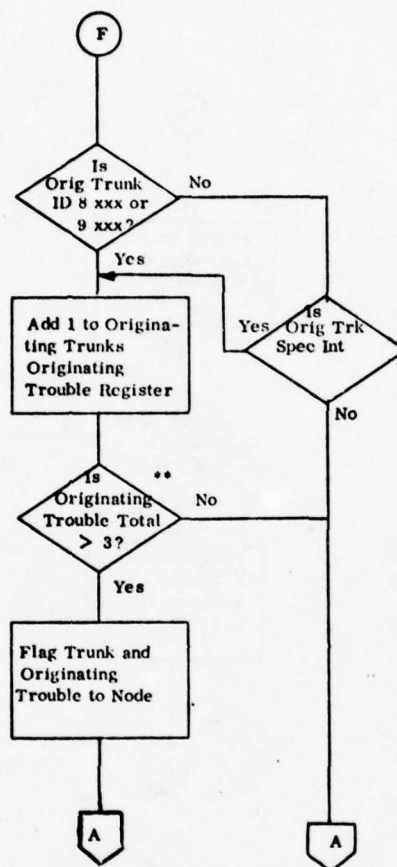 F
Is
Orig Trunk
ID 8 xxx or
9 xxx?
No
Yes
Add 1 to Origina-
ting Trunks
Originating
Trouble Register
Yes
Is
Orig Trk
Spec Int
No
**
Is
Originating
Trouble Total
> 3?
No
Yes
Flag Trunk and
Originating
Trouble to Node
A
A